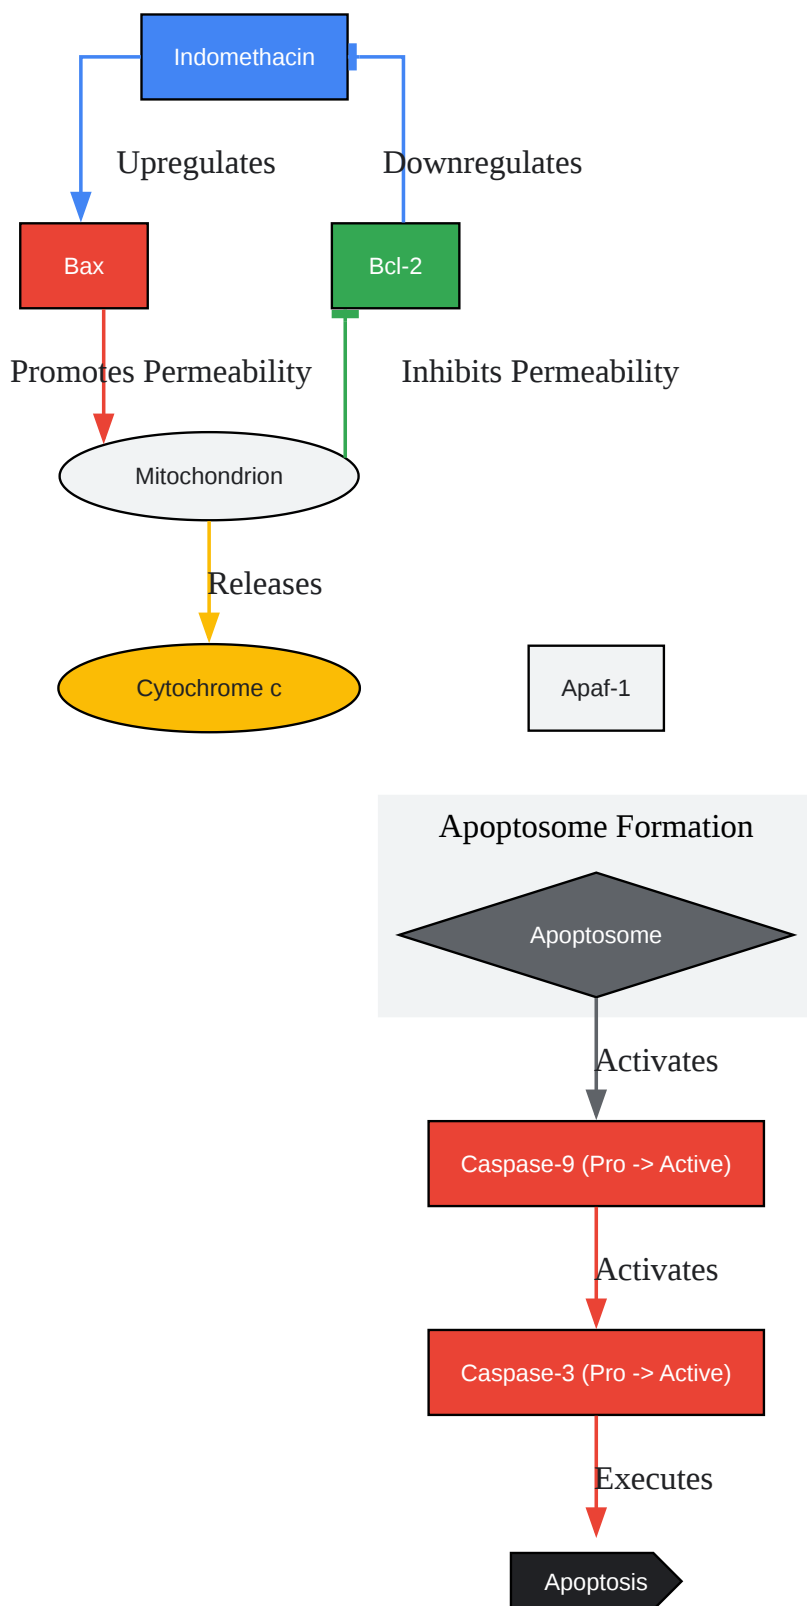 Indomethacin
Upregulates
Downregulates
Bax
Bcl-2
Promotes Permeability
Inhibits Permeability
Mitochondrion
Releases
Cytochrome c
Apaf-1
Apoptosome Formation
Apoptosome
Activates
Caspase-9 (Pro -> Active)
Activates
Caspase-3 (Pro -> Active)
Executes
Apoptosis